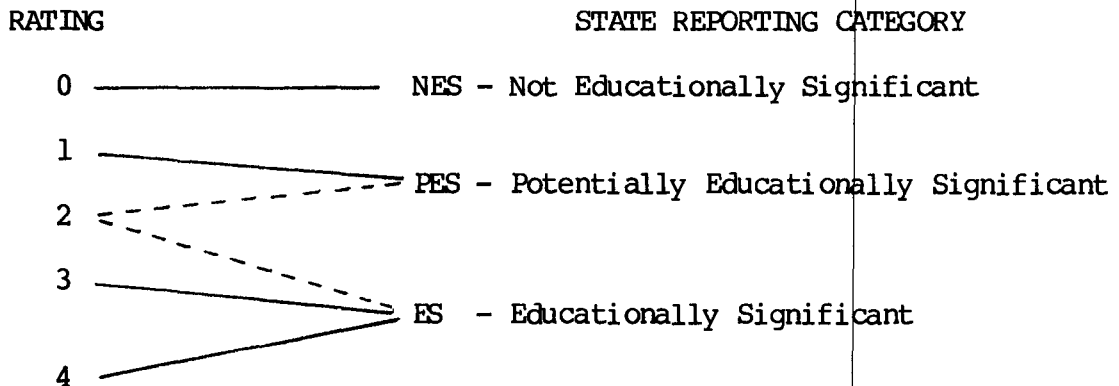 RATING STATE REPORTING CATEGORY
0 NES - Not Educationally Significant
1
PES - Potentially Educationally Significant
2
3
ES - Educationally Significant
4